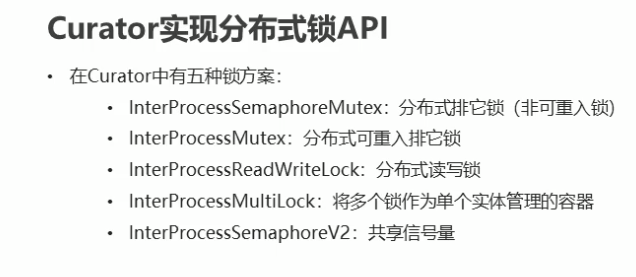 Curator实现分布式锁API
• 在Curator中有五种锁方案：
• InterProcessSemaphoreMutex：分布式排它锁（非可重入锁）
• InterProcessMutex：分布式可重入排它锁
• InterProcessReadWriteLock：分布式读写锁
• InterProcessMultiLock：将多个锁作为单个实体管理的容器
• InterProcessSemaphoreV2：共享信号量